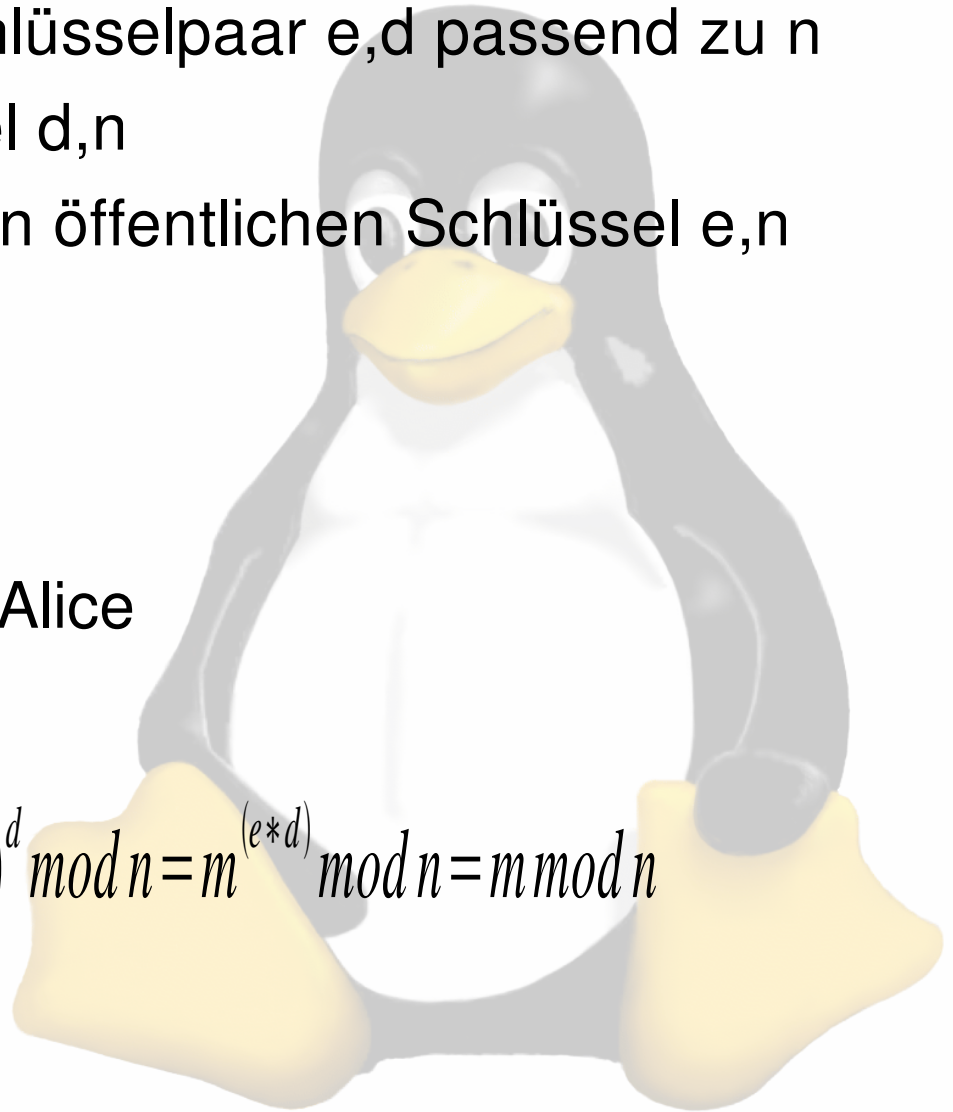 lüsselpaar e,d passend zu n
l d,n
n öffentlichen Schlüssel e,n
Alice
)^d mod n = m^(e*d) mod n = m mod n